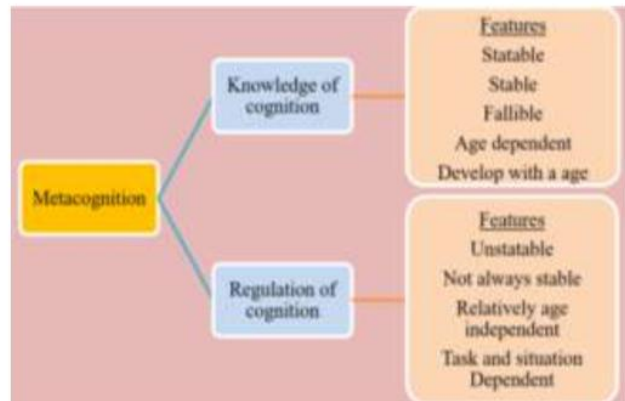 Metacognition
Knowledge of
cognition
Features
Statable
Stable
Fallible
Age dependent
Develop with a age
Regulation of
cognition
Features
Unstatable
Not always stable
Relatively age
independent
Task and situation
Dependent